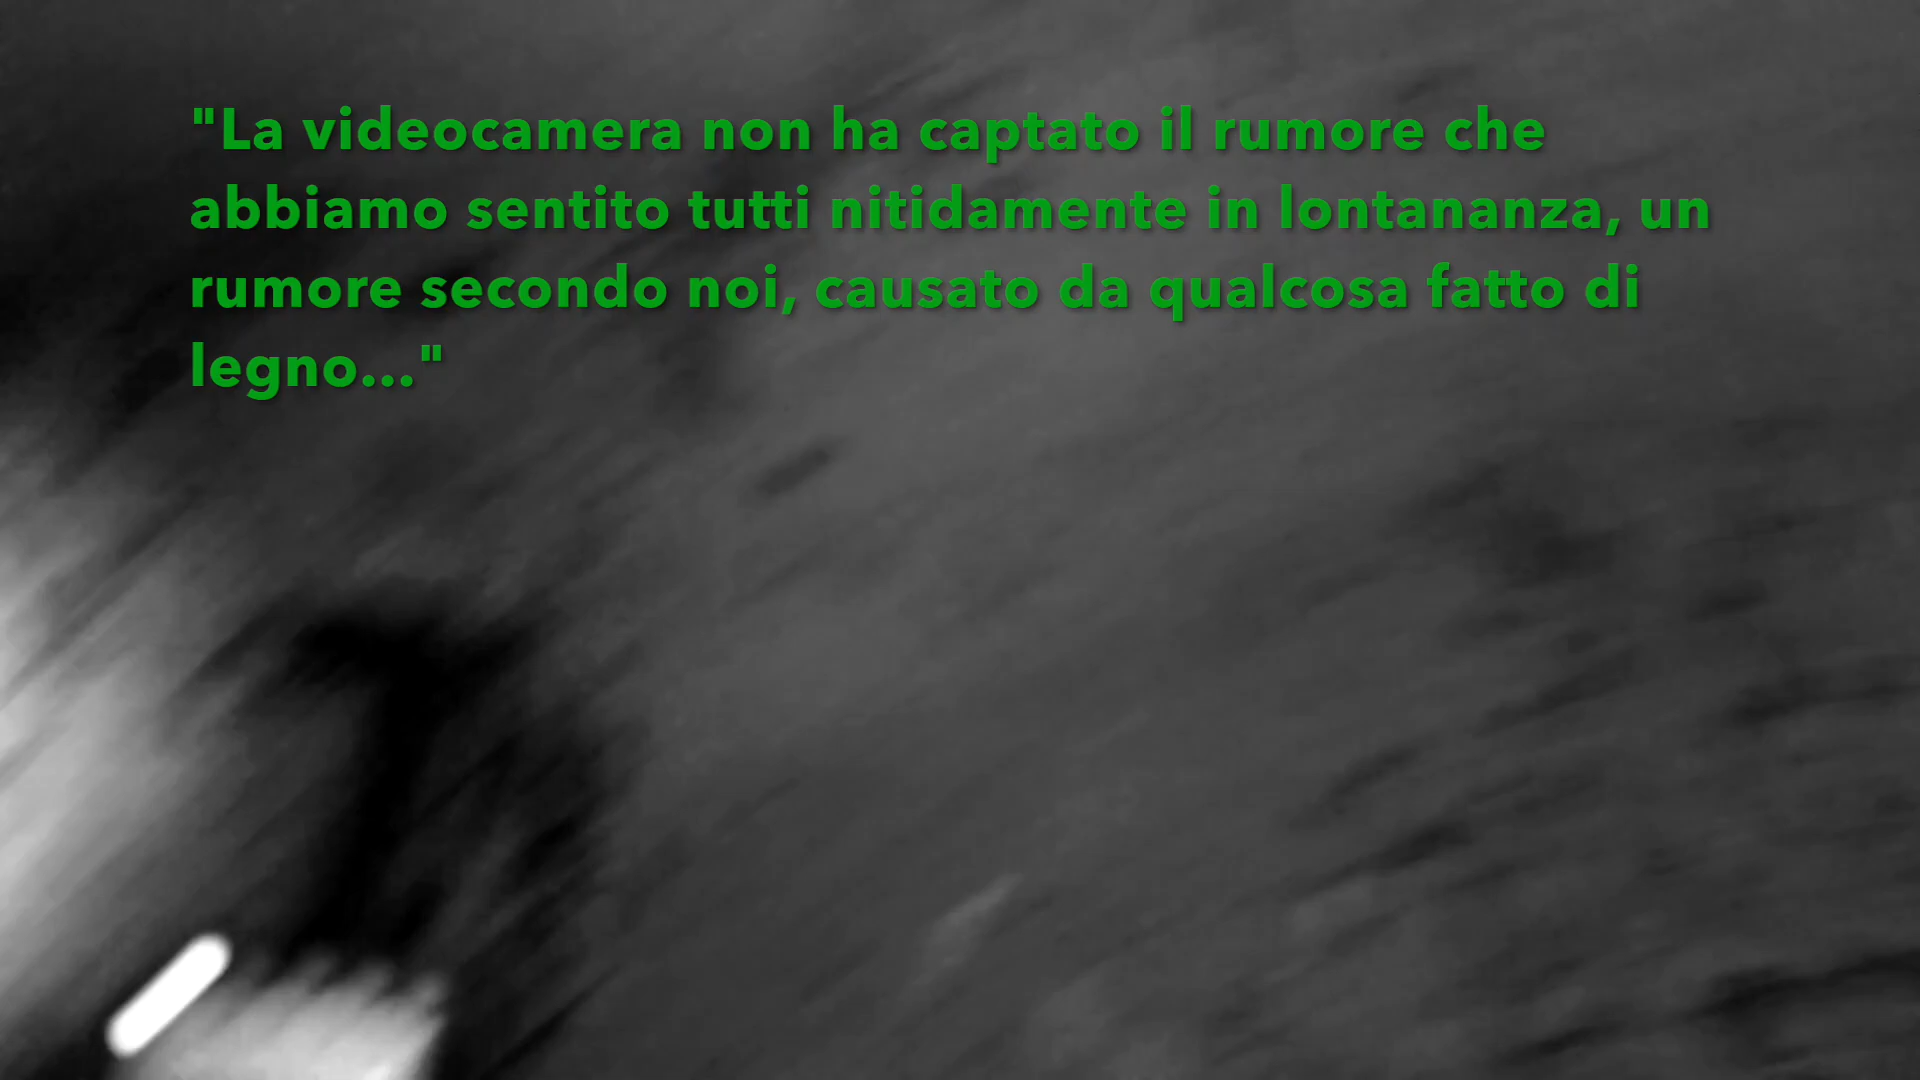 "La videocamera non ha captato il rumore che
abbiamo sentito tutti nitidamente in lontananza, un
rumore secondo noi, causato da qualcosa fatto di
legno..."